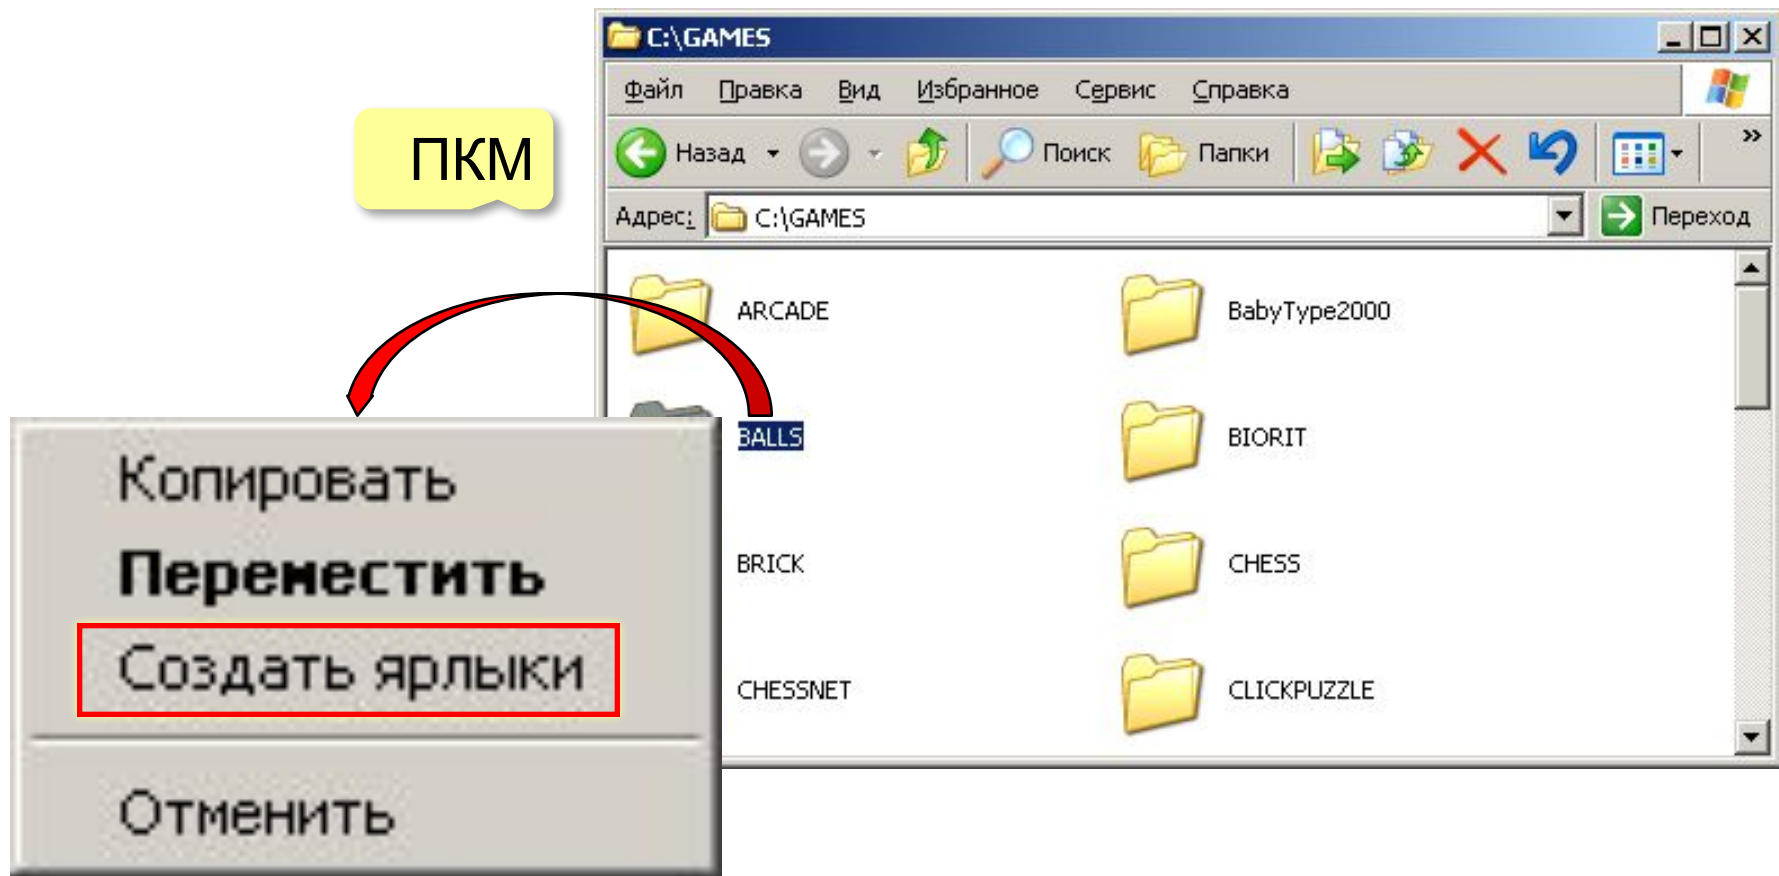 C:\GAMES
Файл Правка Вид Избранное Сервис Справка
ПКМ
Назад Поиск Папки »
Адрес: C:\GAMES Переход
ARCADE BabyType2000
BALLS BIORIT
Копировать
Переместить
BRICK CHESS
Создать ярлыки
CHESSNET CLICKPUZZLE
Отменить